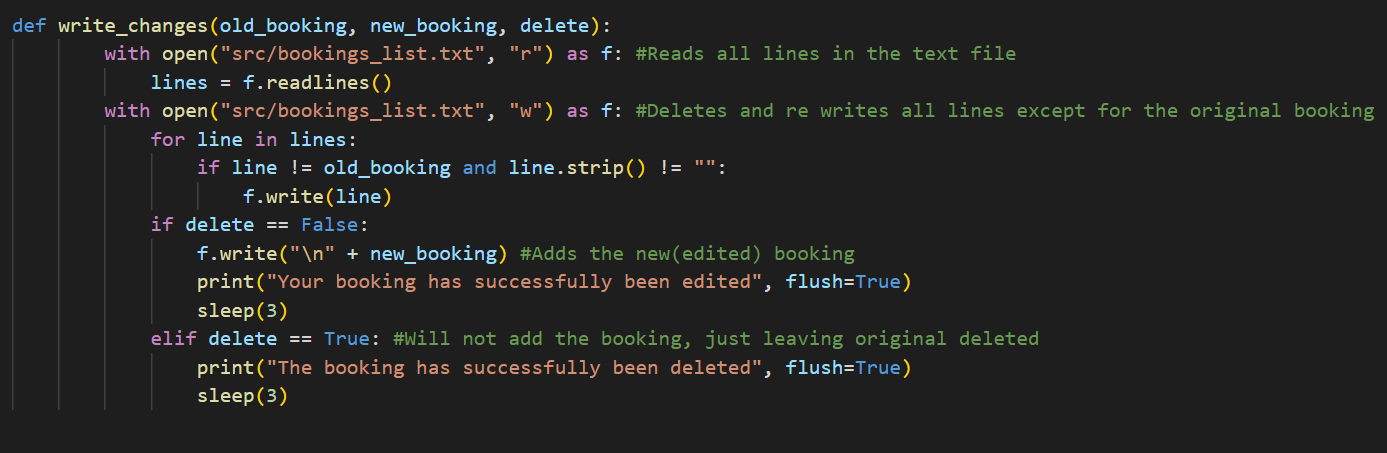 def write_changes(old_booking, new_booking, delete):
        with open("src/bookings_list.txt", "r") as f: #Reads all lines in the text file
            lines = f.readlines()
        with open("src/bookings_list.txt", "w") as f: #Deletes and re writes all lines except for the original booking
            for line in lines:
                if line != old_booking and line.strip() != "":
                    f.write(line)
            if delete == False:
                f.write("\n" + new_booking) #Adds the new(edited) booking
                print("Your booking has successfully been edited", flush=True)
                sleep(3)
            elif delete == True: #Will not add the booking, just leaving original deleted
                print("The booking has successfully been deleted", flush=True)
                sleep(3)